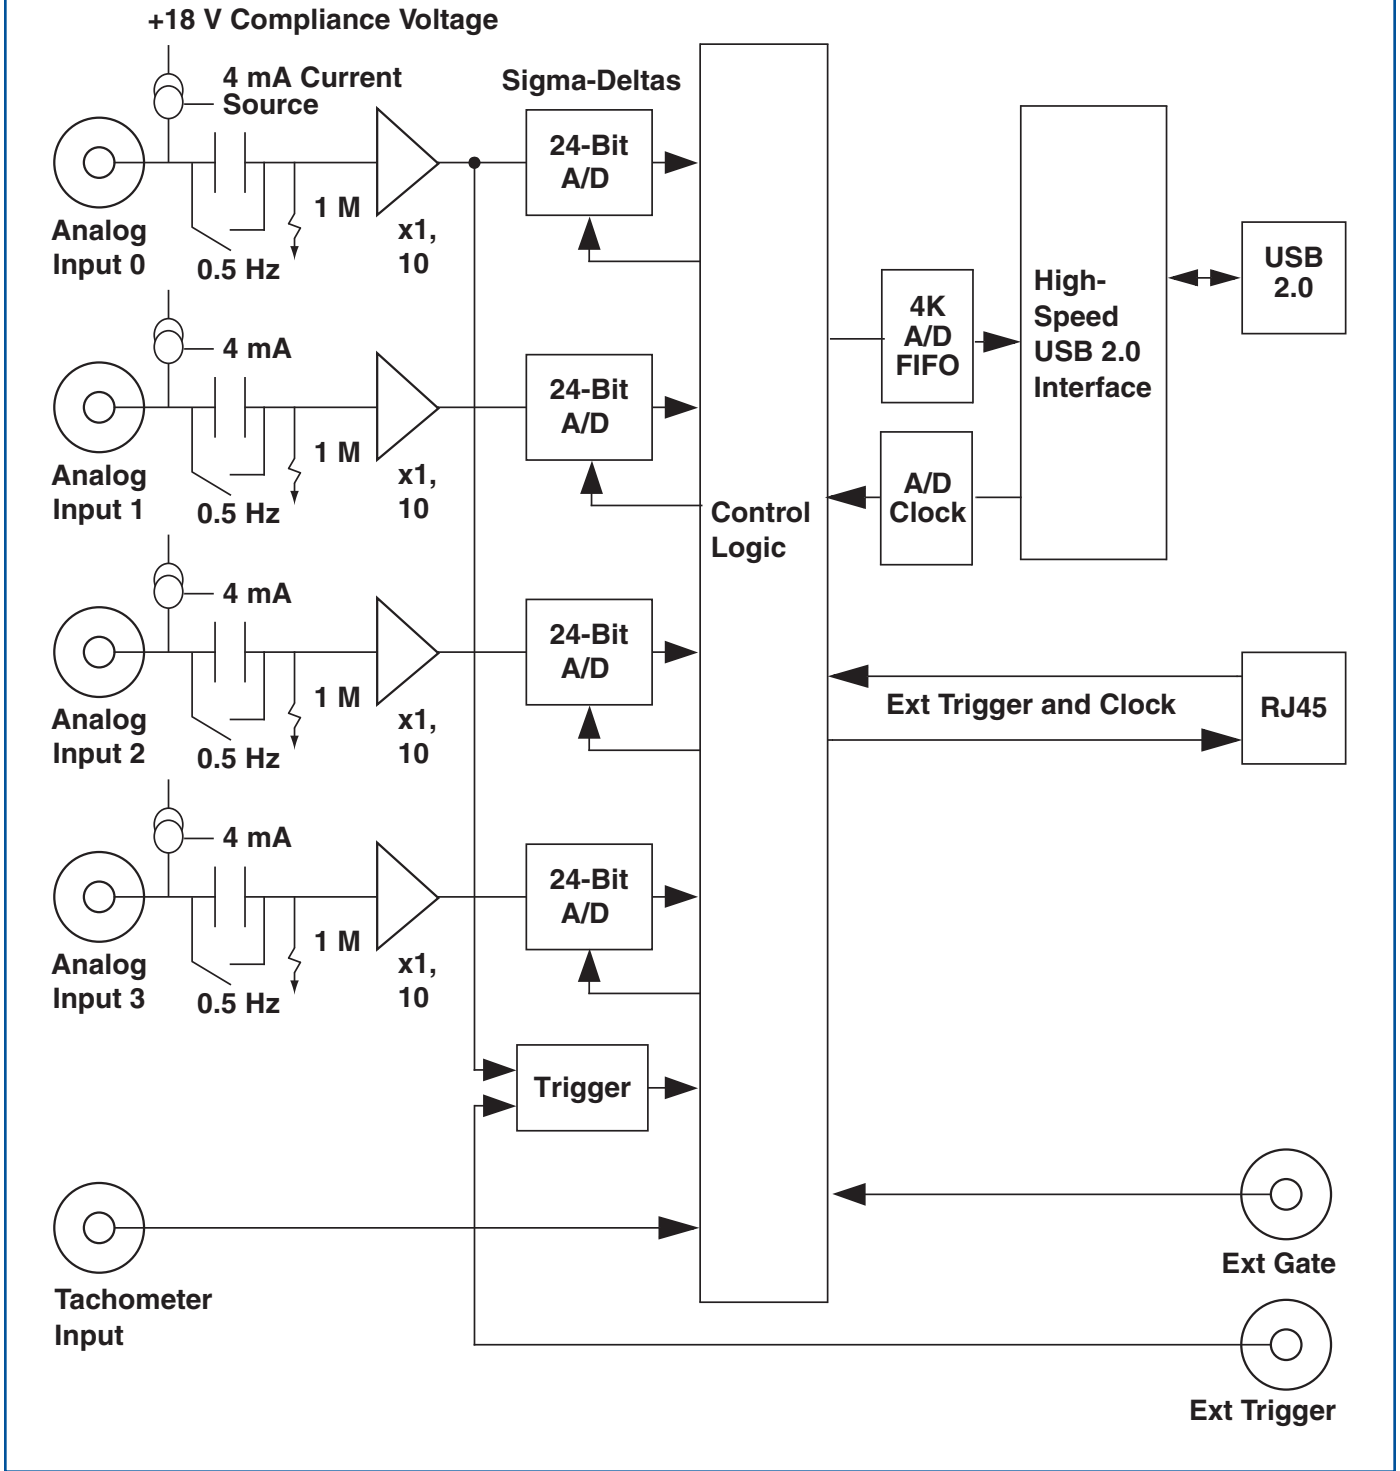 +18 V Compliance Voltage
4 mA Current
Source
Sigma-Deltas
24-Bit
A/D
1 M
x1,
10
Analog
Input 0
0.5 Hz
4 mA
24-Bit
A/D
1 M
x1,
10
Analog
Input 1
0.5 Hz
4 mA
24-Bit
A/D
1 M
x1,
10
Analog
Input 2
0.5 Hz
4 mA
24-Bit
A/D
1 M
x1,
10
Analog
Input 3
0.5 Hz
Trigger
Tachometer
Input
Control
Logic
4K
A/D
FIFO
A/D
Clock
High-
Speed
USB 2.0
Interface
USB
2.0
Ext Trigger and Clock
RJ45
Ext Gate
Ext Trigger